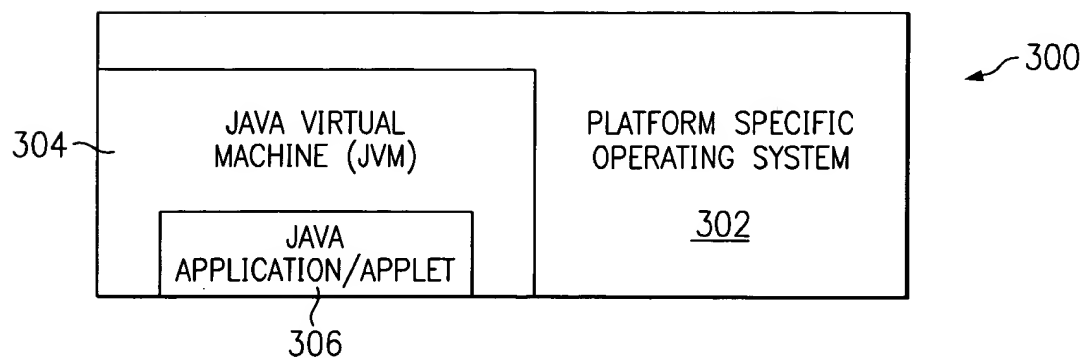 300
304
JAVA VIRTUAL
MACHINE (JVM)
PLATFORM SPECIFIC
OPERATING SYSTEM
302
JAVA
APPLICATION/APPLET
306